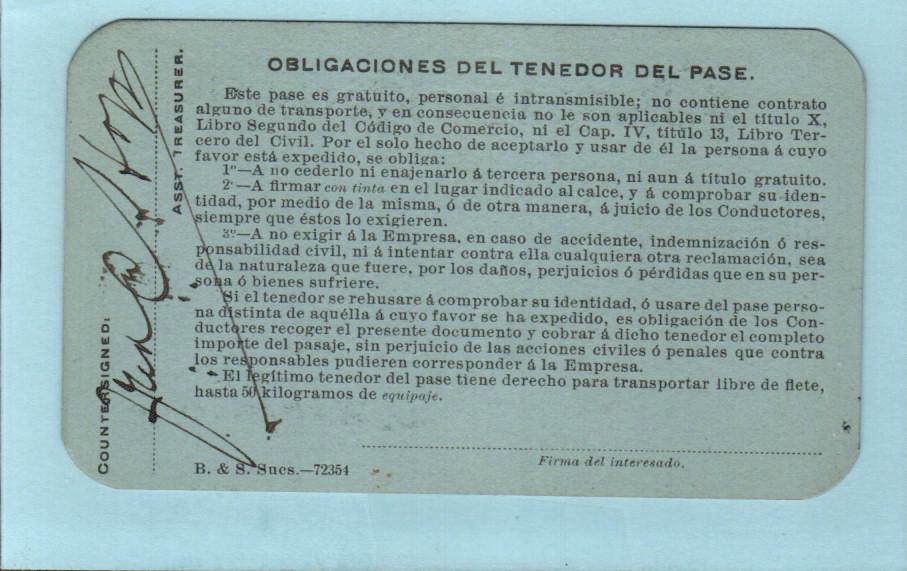 OBLIGACIONES DEL TENEDOR DEL PASE.
Este pase es gratuito, personal é intransmisible; no contiene contrato
alguno de transporte, y en consecuencia no le son aplicables ni el título X,
Libro Segundo del Código de Comercio, ni el Cap. IV, título 13, Libro Ter-
cero del Civil. Por el solo hecho de aceptarlo y usar de él la persona á cuyo
favor está expedido, se obliga:
1º—A no cederlo ni enajenarlo á tercera persona, ni aun á título gratuito.
2º—A firmar con tinta en el lugar indicado al calce, y á comprobar su iden-
tidad, por medio de la misma, ó de otra manera, á juicio de los Conductores,
siempre que éstos lo exigieren.
3º—A no exigir á la Empresa, en caso de accidente, indemnización ó res-
ponsabilidad civil, ni á intentar contra ella cualquiera otra reclamación, sea
de la naturaleza que fuere, por los daños, perjuicios ó pérdidas que en su per-
sona ó bienes sufriere.
Si el tenedor se rehusare á comprobar su identidad, ó usare del pase perso-
na distinta de aquélla á cuyo favor se ha expedido, es obligación de los Con-
ductores recoger el presente documento y cobrar á dicho tenedor el completo
importe del pasaje, sin perjuicio de las acciones civiles ó penales que contra
los responsables pudieren corresponder á la Empresa.
El legítimo tenedor del pase tiene derecho para transportar libre de flete,
hasta 50 kilogramos de equipaje.
Firma del interesado.
B. & S. Sucs.—72354
COUNTERSIGNED:
ASST. TREASURER.